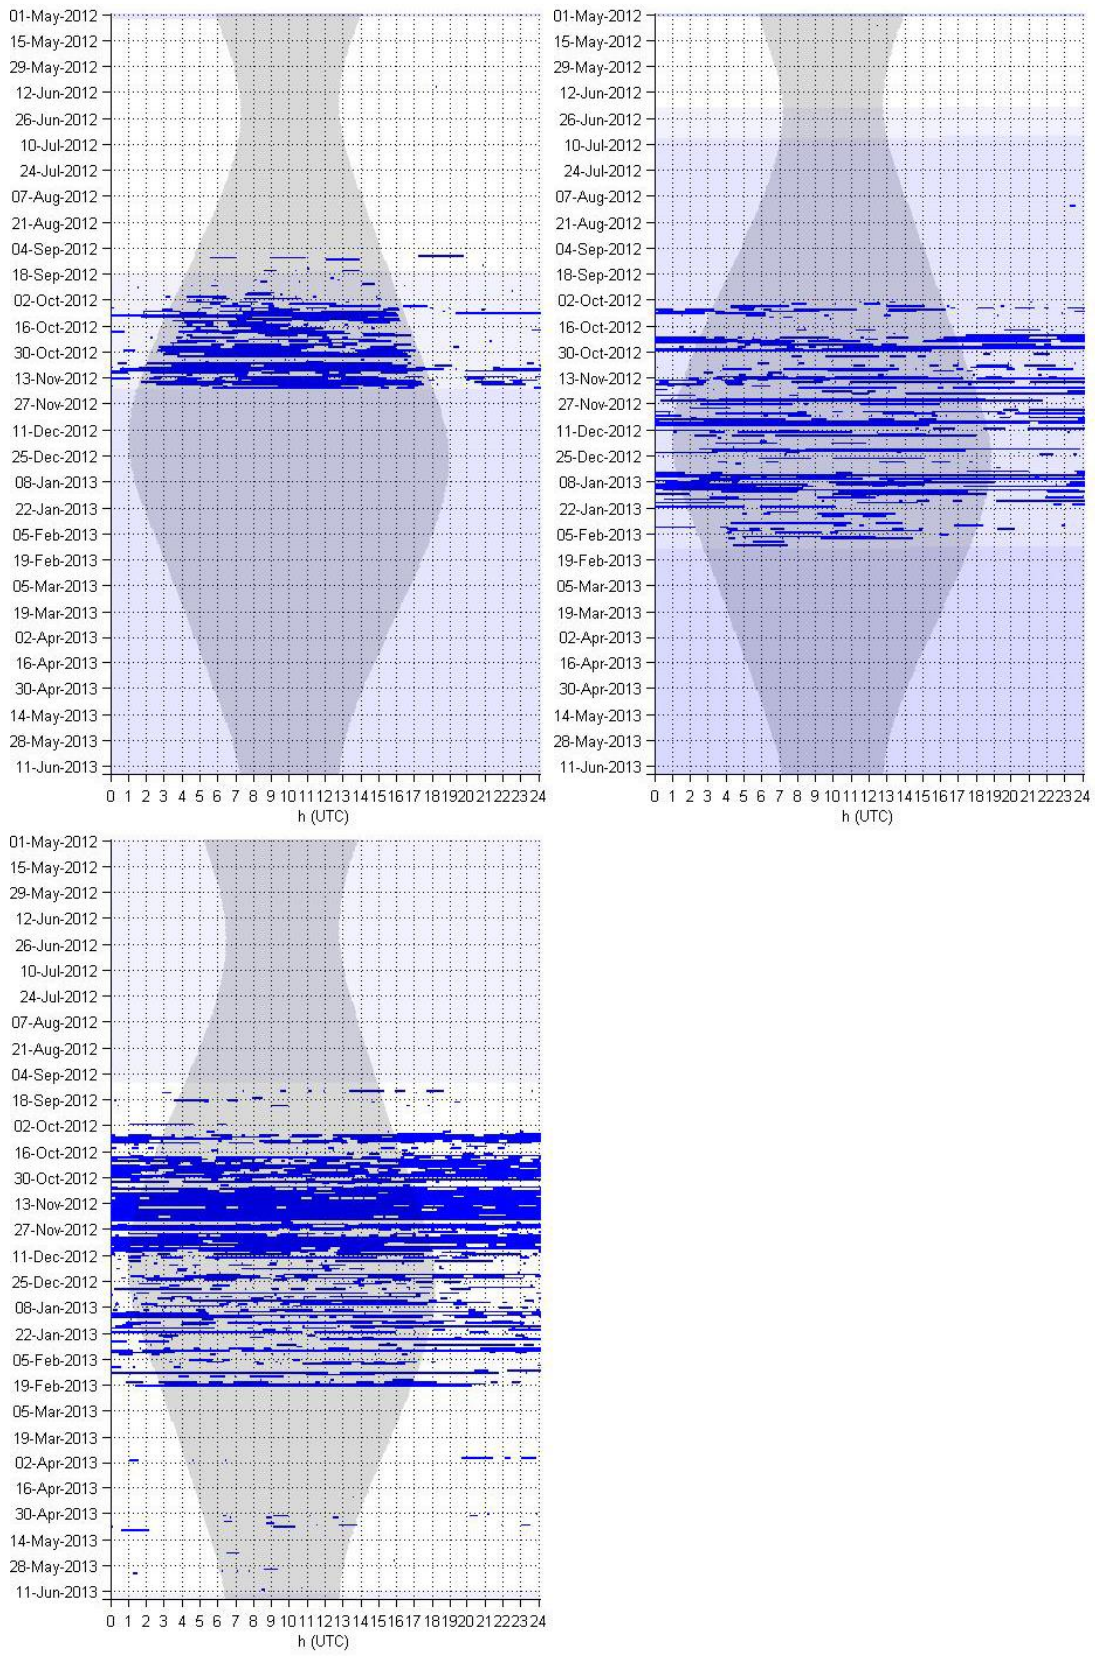 01-May-2012
15-May-2012
29-May-2012
12-Jun-2012
26-Jun-2012
10-Jul-2012
24-Jul-2012
07-Aug-2012
21-Aug-2012
04-Sep-2012
18-Sep-2012
02-Oct-2012
16-Oct-2012
30-Oct-2012
13-Nov-2012
27-Nov-2012
11-Dec-2012
25-Dec-2012
08-Jan-2013
22-Jan-2013
05-Feb-2013
19-Feb-2013
05-Mar-2013
19-Mar-2013
02-Apr-2013
16-Apr-2013
30-Apr-2013
14-May-2013
28-May-2013
11-Jun-2013
0 1 2 3 4 5 6 7 8 9 10 11 12 13 14 15 16 17 18 19 20 21 22 23 24
h (UTC)
01-May-2012
15-May-2012
29-May-2012
12-Jun-2012
26-Jun-2012
10-Jul-2012
24-Jul-2012
07-Aug-2012
21-Aug-2012
04-Sep-2012
18-Sep-2012
02-Oct-2012
16-Oct-2012
30-Oct-2012
13-Nov-2012
27-Nov-2012
11-Dec-2012
25-Dec-2012
08-Jan-2013
22-Jan-2013
05-Feb-2013
19-Feb-2013
05-Mar-2013
19-Mar-2013
02-Apr-2013
16-Apr-2013
30-Apr-2013
14-May-2013
28-May-2013
11-Jun-2013
0 1 2 3 4 5 6 7 8 9 10 11 12 13 14 15 16 17 18 19 20 21 22 23 24
h (UTC)
01-May-2012
15-May-2012
29-May-2012
12-Jun-2012
26-Jun-2012
10-Jul-2012
24-Jul-2012
07-Aug-2012
21-Aug-2012
04-Sep-2012
18-Sep-2012
02-Oct-2012
16-Oct-2012
30-Oct-2012
13-Nov-2012
27-Nov-2012
11-Dec-2012
25-Dec-2012
08-Jan-2013
22-Jan-2013
05-Feb-2013
19-Feb-2013
05-Mar-2013
19-Mar-2013
02-Apr-2013
16-Apr-2013
30-Apr-2013
14-May-2013
28-May-2013
11-Jun-2013
0 1 2 3 4 5 6 7 8 9 10 11 12 13 14 15 16 17 18 19 20 21 22 23 24
h (UTC)